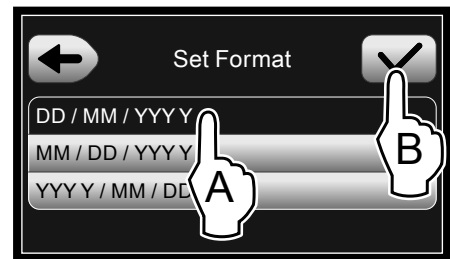 Set Format
DD / MM / YYYY
MM / DD / YYYY
YYYY / MM / DD
A
B